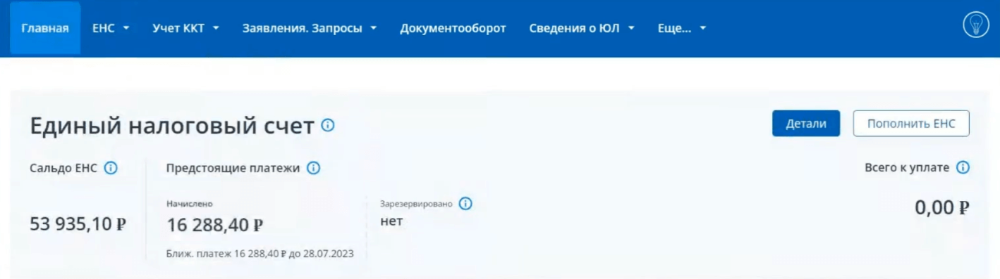 Главная ЕНС Учет ККТ Заявления. Запросы Документооборот Сведения о ЮЛ Еще...
Единый налоговый счет
Детали Пополнить ЕНС
Сальдо ЕНС Предстоящие платежи Всего к уплате
Начислено Зарезервировано
53 935,10 ₽ 16 288,40 ₽ нет 0,00 ₽
Ближ. платеж 16 288,40 ₽ до 28.07.2023